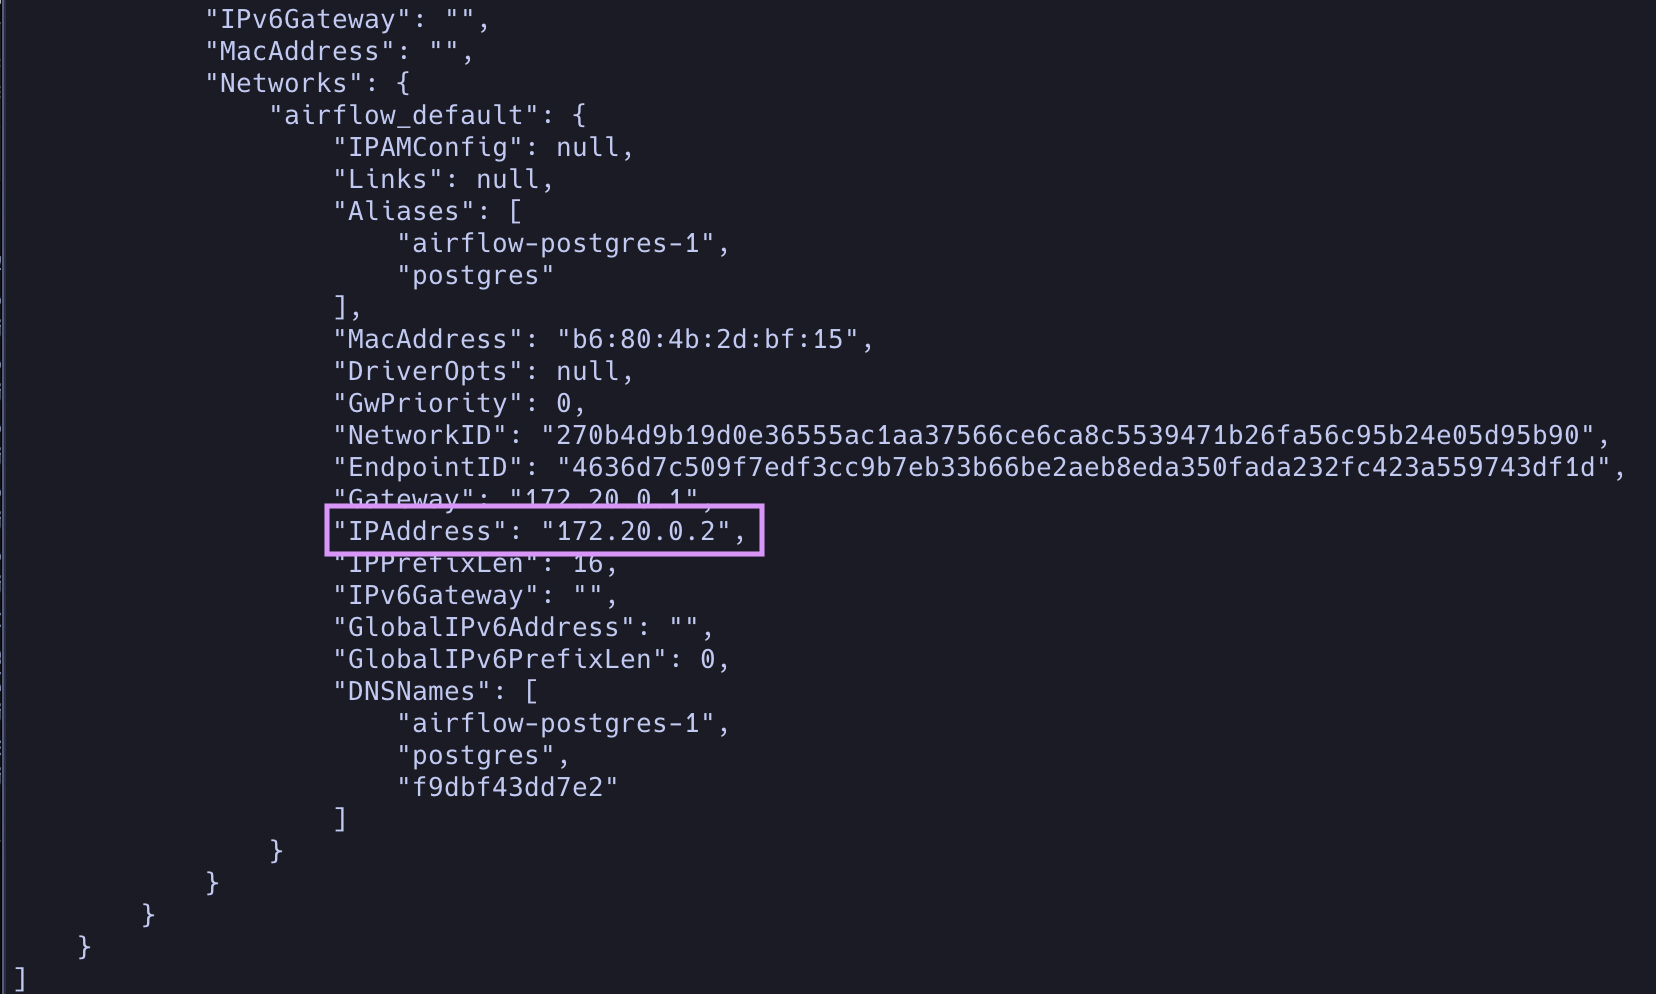 "IPv6Gateway": "",
"MacAddress": "",
"Networks": {
"airflow_default": {
"IPAMConfig": null,
"Links": null,
"Aliases": [
"airflow-postgres-1",
"postgres"
],
"MacAddress": "b6:80:4b:2d:bf:15",
"DriverOpts": null,
"GwPriority": 0,
"NetworkID": "270b4d9b19d0e36555ac1aa37566ce6ca8c5539471b26fa56c95b24e05d95b90",
"EndpointID": "4636d7c509f7edf3cc9b7eb33b66be2aeb8eda350fada232fc423a559743df1d",
"Gateway": "172.20.0.1",
"IPAddress": "172.20.0.2",
"IPPrefixLen": 16,
"IPv6Gateway": "",
"GlobalIPv6Address": "",
"GlobalIPv6PrefixLen": 0,
"DNSNames": [
"airflow-postgres-1",
"postgres",
"f9dbf43dd7e2"
]
}
}
}
}
]